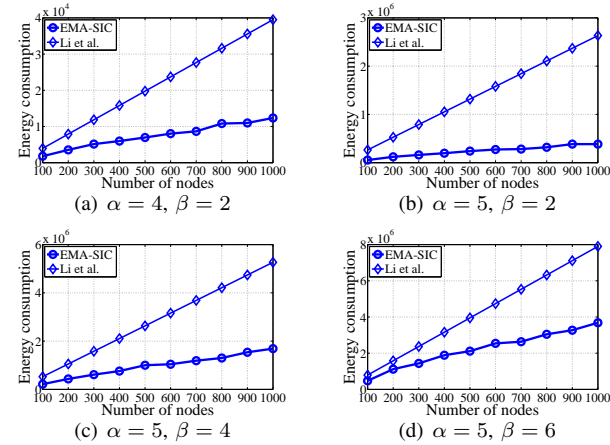 x 10^4
4
3
2
1
0
Energy consumption
EMA-SIC
Li et al.
100 200 300 400 500 600 700 800 900 1000
Number of nodes
(a) α = 4, β = 2
x 10^6
3
2
1
0
Energy consumption
EMA-SIC
Li et al.
100 200 300 400 500 600 700 800 900 1000
Number of nodes
(b) α = 5, β = 2
x 10^6
6
4
2
0
Energy consumption
EMA-SIC
Li et al.
100 200 300 400 500 600 700 800 900 1000
Number of nodes
(c) α = 5, β = 4
x 10^6
8
6
4
2
0
Energy consumption
EMA-SIC
Li et al.
100 200 300 400 500 600 700 800 900 1000
Number of nodes
(d) α = 5, β = 6